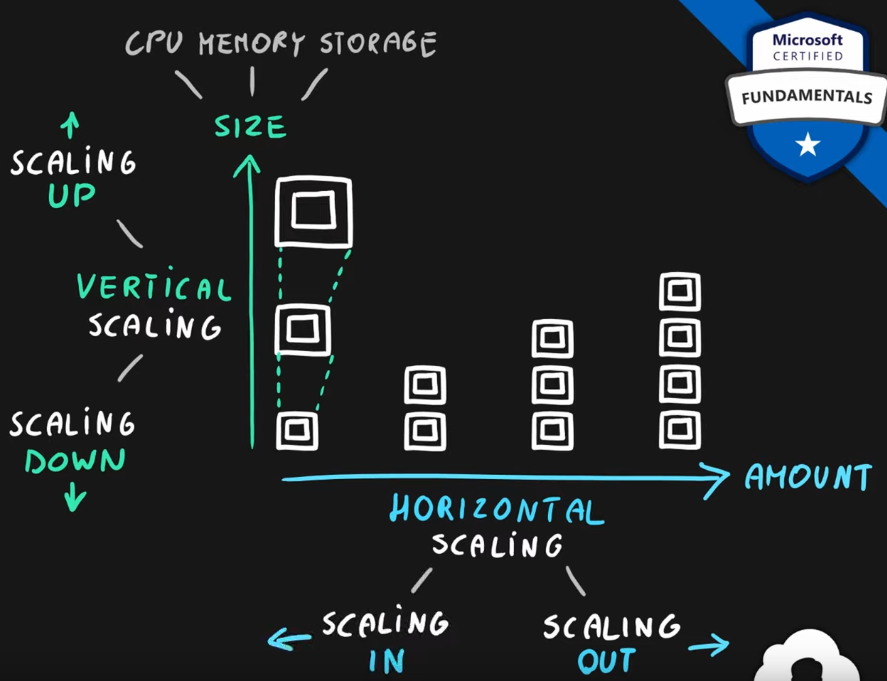 CPU MEMORY STORAGE
Microsoft
CERTIFIED
FUNDAMENTALS
SIZE
SCALING
UP
VERTICAL
SCALING
SCALING
DOWN
AMOUNT
HORIZONTAL
SCALING
SCALING
IN
SCALING
OUT